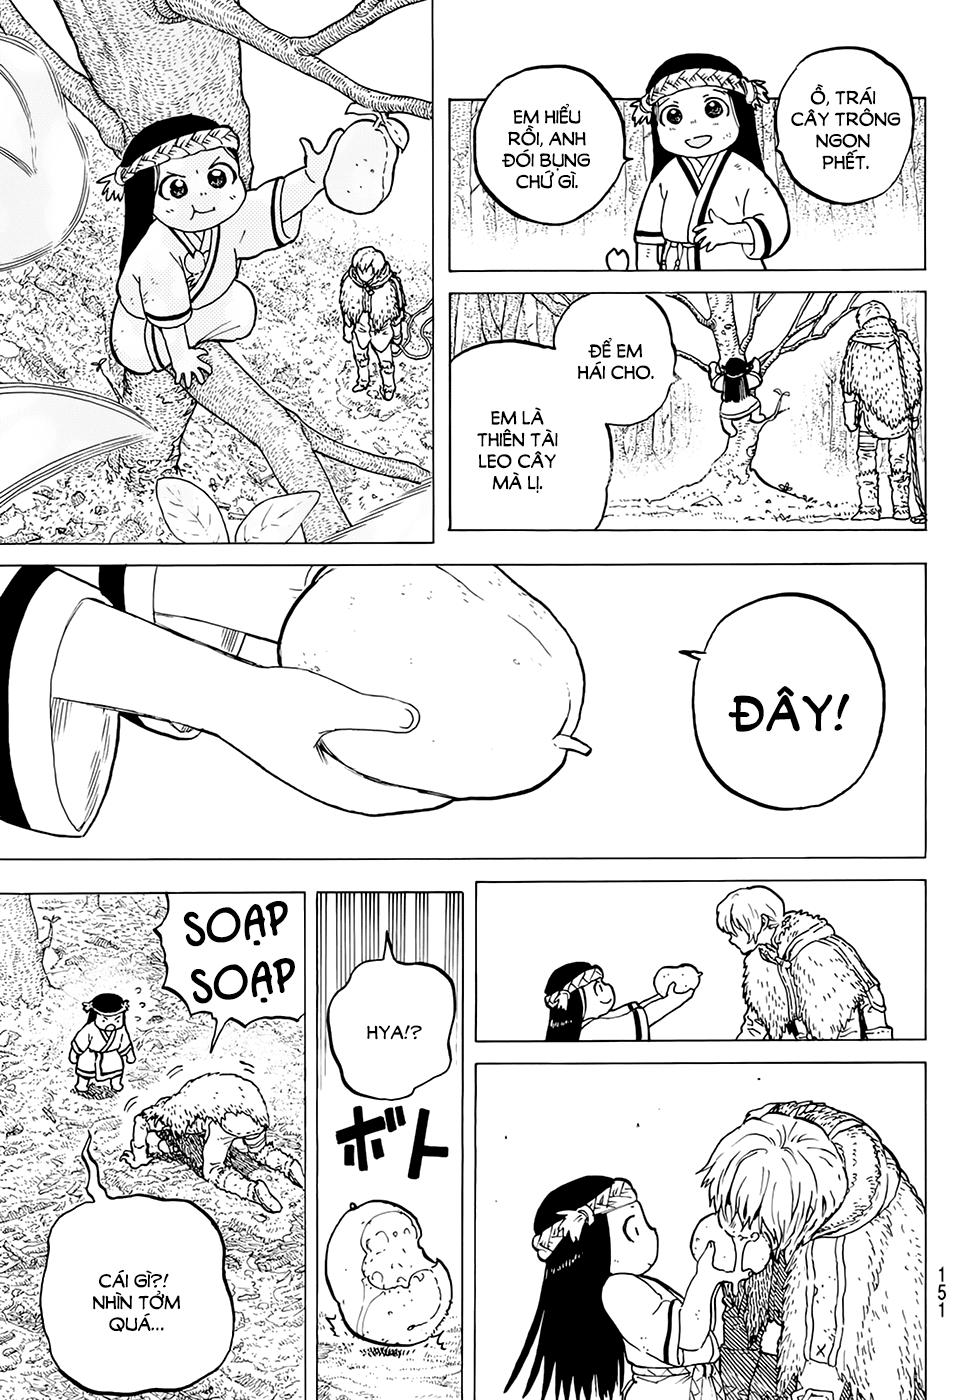 Ồ, TRÁI
CÂY TRÔNG
NGON
PHẾT.
EM HIỂU
RỒI, ANH
ĐÓI BỤNG
CHỨ GÌ.
ĐỂ EM
HÁI CHO.
EM LÀ
THIÊN TÀI
LEO CÂY
MÀ LỊ.
ĐÂY!
HYA!?
ボト
SOẠP
SOẠP
CÁI GÌ?!
NHÌN TỞM
QUÁ...
151